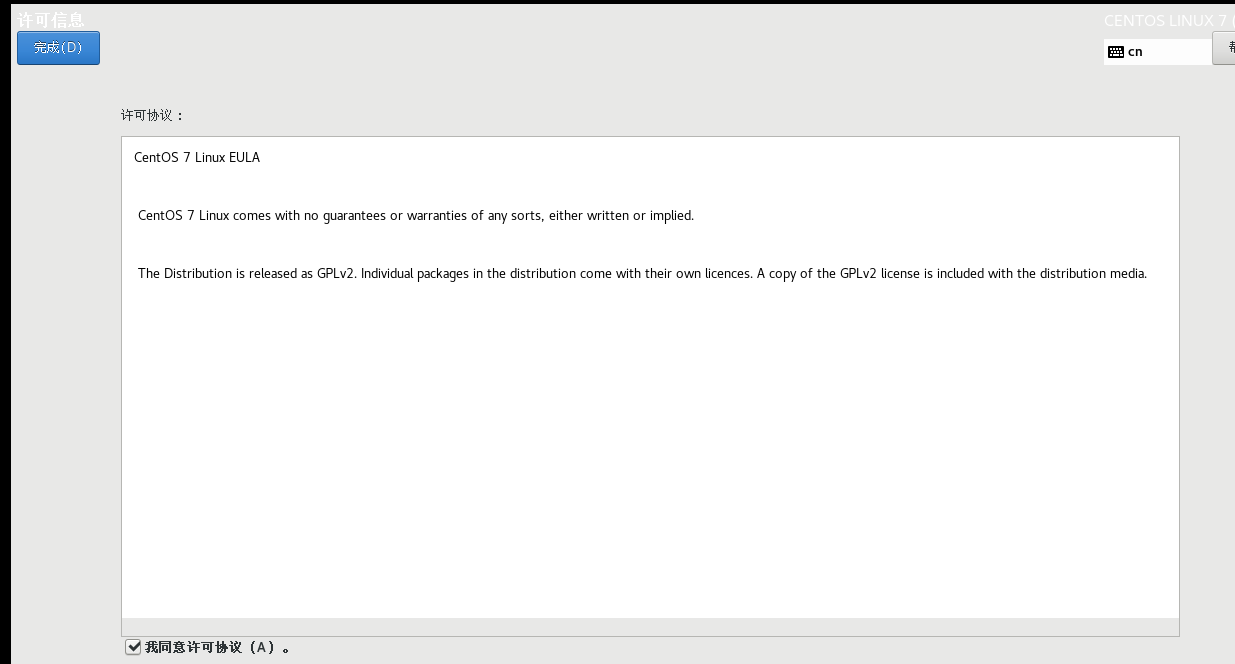 许可信息
CENTOS LINUX 7 (
完成(D)
cn
许可协议：
CentOS 7 Linux EULA
CentOS 7 Linux comes with no guarantees or warranties of any sorts, either written or implied.
The Distribution is released as GPLv2. Individual packages in the distribution come with their own licences. A copy of the GPLv2 license is included with the distribution media.
我同意许可协议（A）。